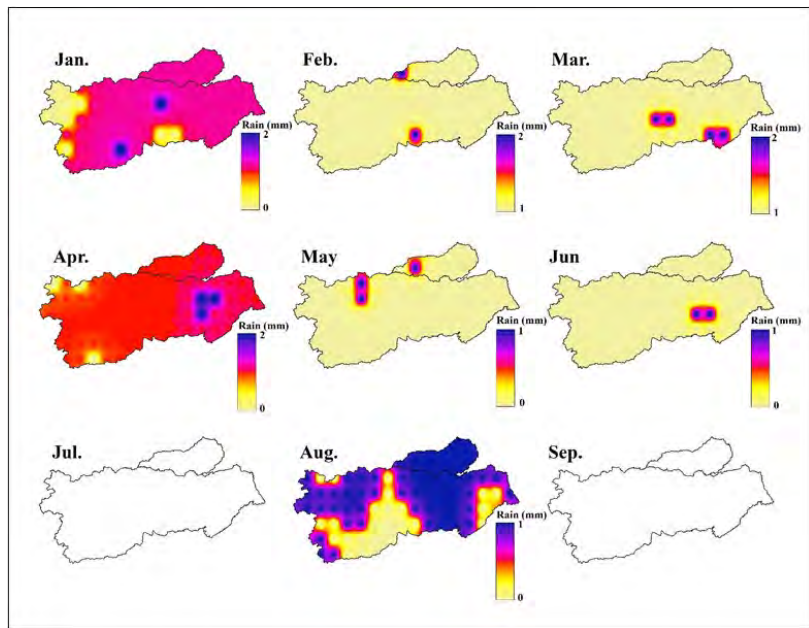 Jan.
Rain (mm)
2
0
Feb.
Rain (mm)
2
1
Mar.
Rain (mm)
2
1
Apr.
Rain (mm)
2
0
May
Rain (mm)
1
0
Jun
Rain (mm)
1
0
Jul.
Aug.
Rain (mm)
1
0
Sep.